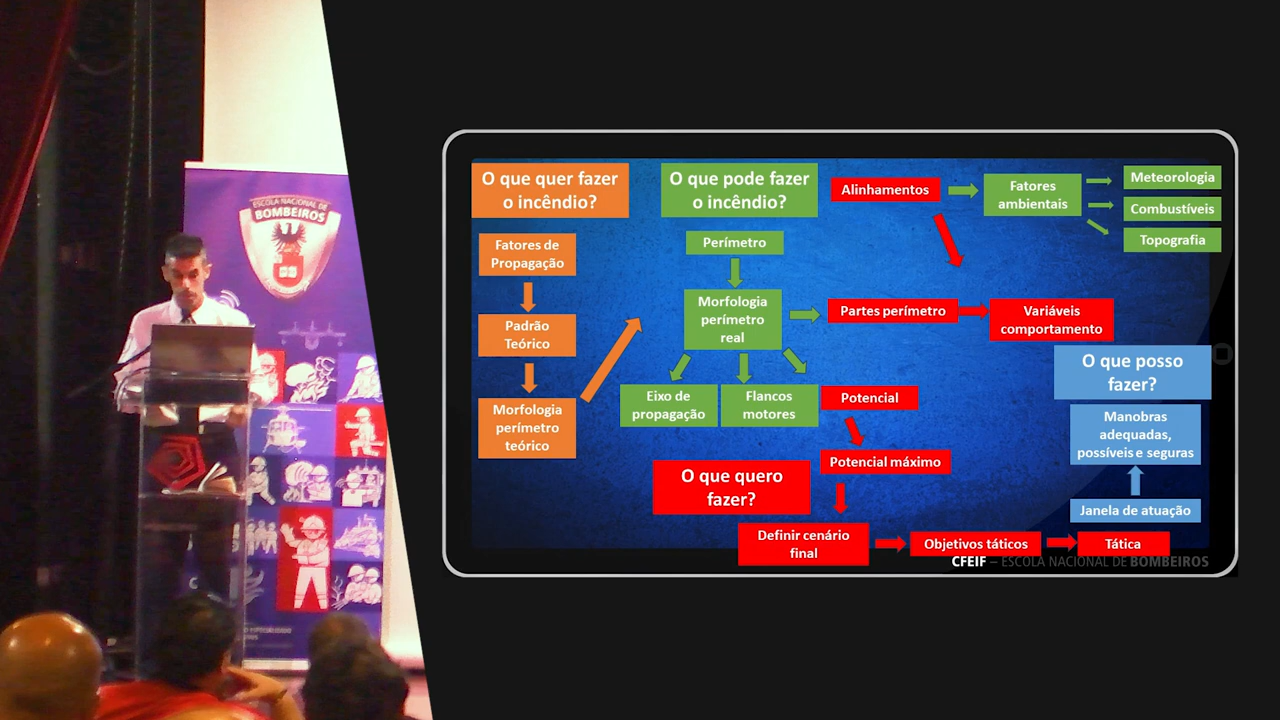 ESCOLA NACIONAL DE
BOMBEIROS
O que quer fazer
o incêndio?
Fatores de
Propagação
Padrão
Teórico
Morfologia
perímetro
teórico
O que pode fazer
o incêndio?
Perímetro
Morfologia
perímetro
real
Eixo de
propagação
Flancos
motores
Alinhamentos
Fatores
ambientais
Meteorologia
Combustíveis
Topografia
Partes perímetro
Variáveis
comportamento
Potencial
Potencial máximo
O que quero
fazer?
Definir cenário
final
Objetivos táticos
Tática
O que posso
fazer?
Manobras
adequadas,
possíveis e seguras
Janela de atuação
CFEIF – ESCOLA NACIONAL DE BOMBEIROS